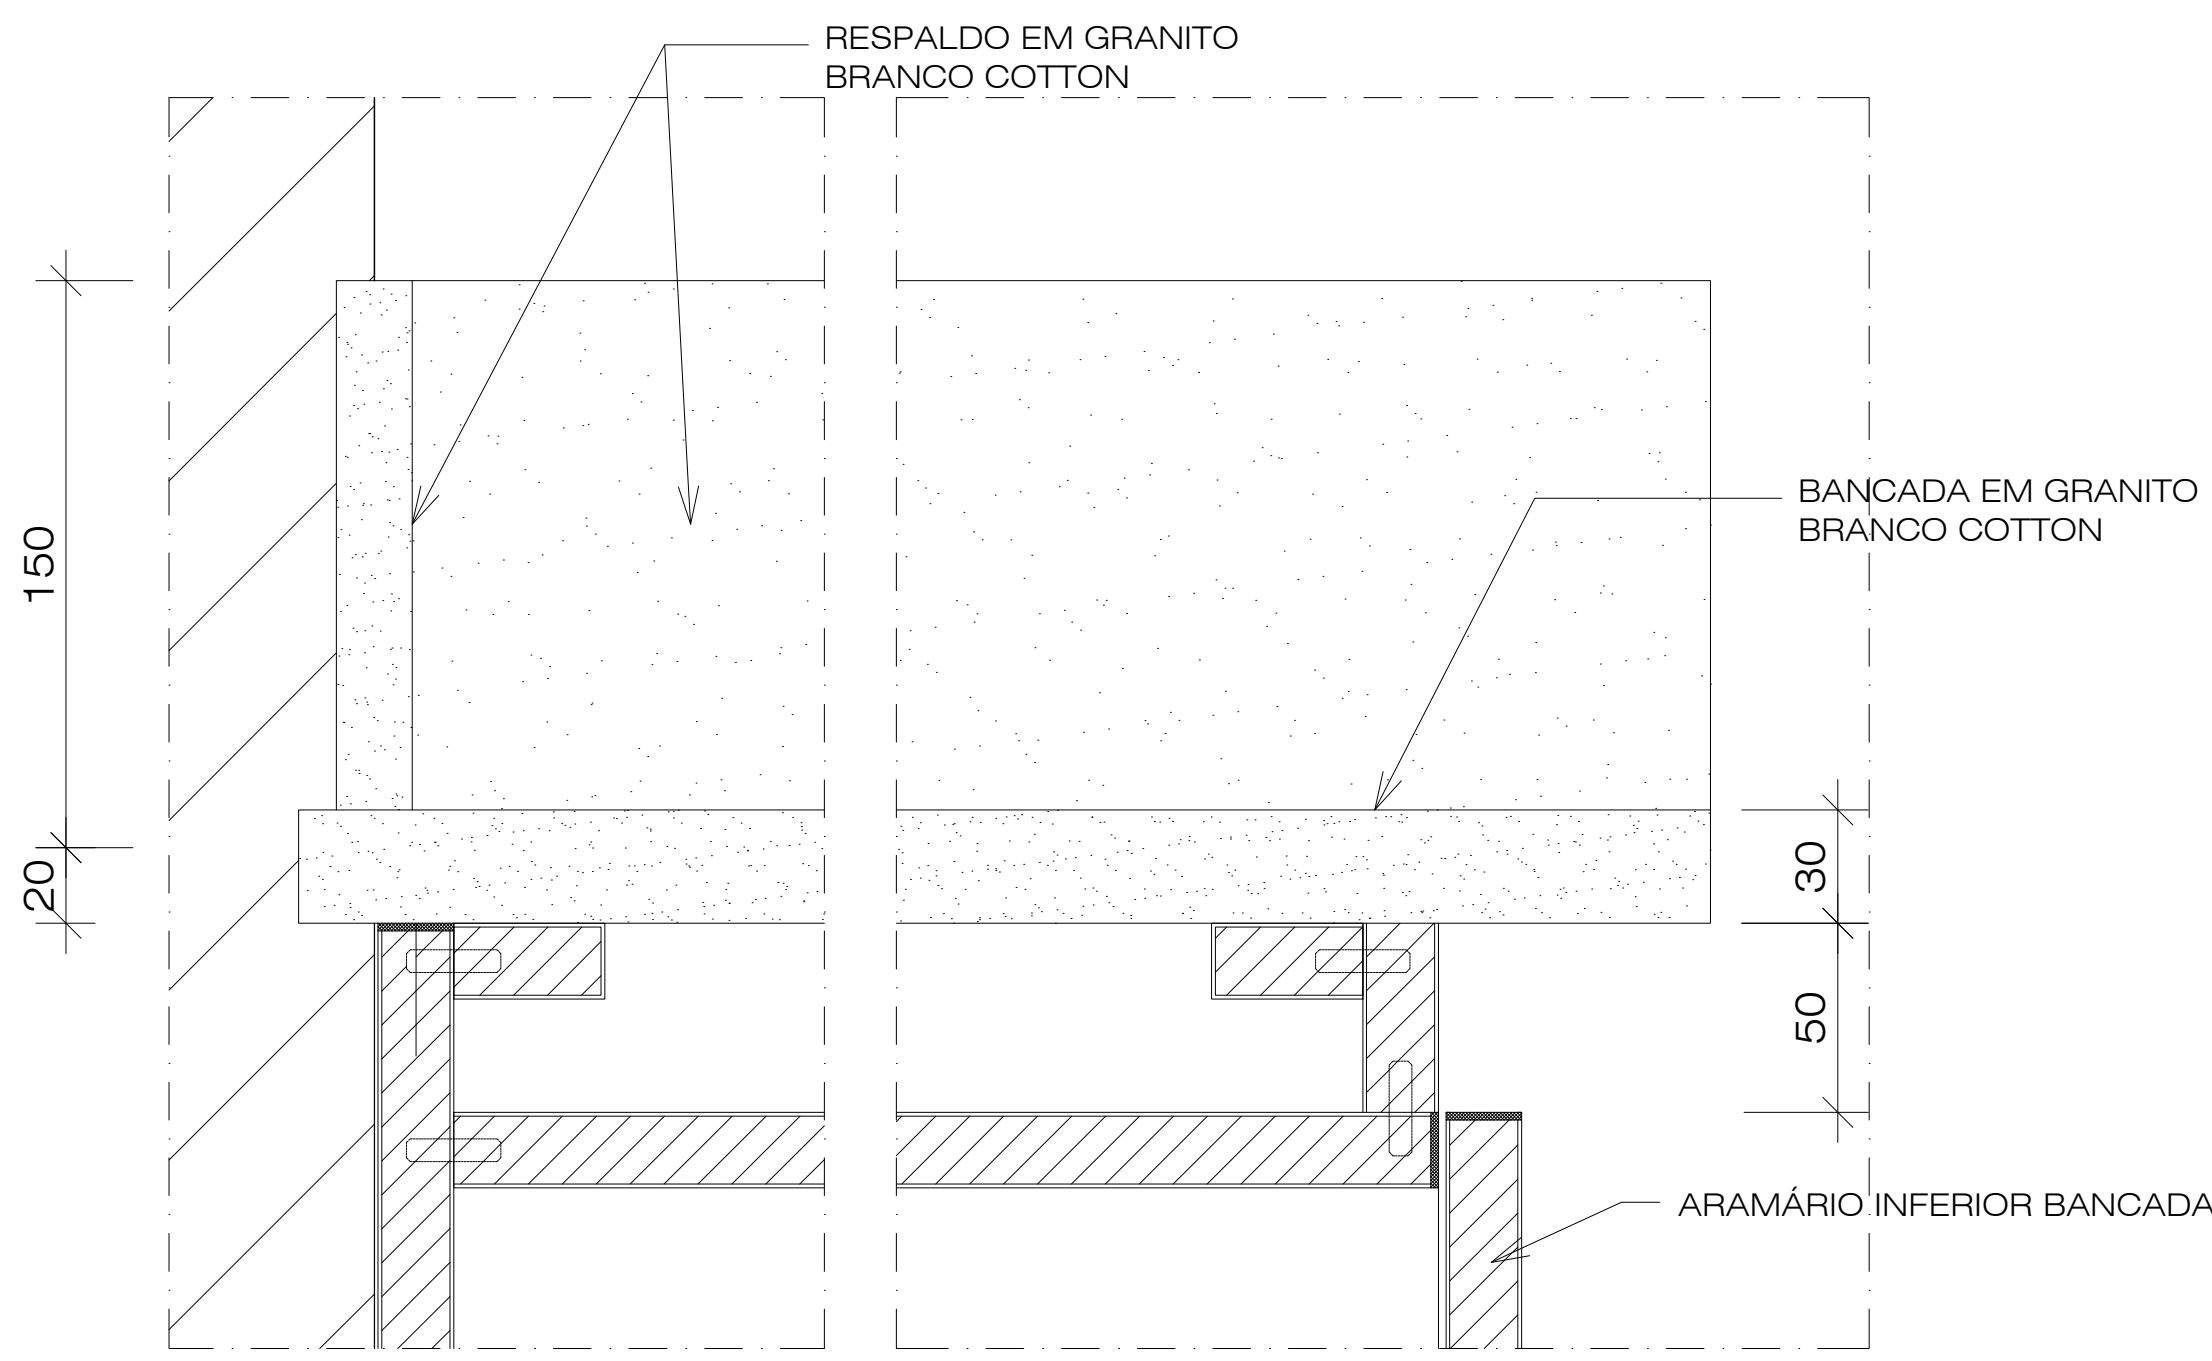 RESPALDO EM GRANITO
BRANCO COTTON
BANCADA EM GRANITO
BRANCO COTTON
150
20
30
50
ARAMÁRIO INFERIOR BANCADA